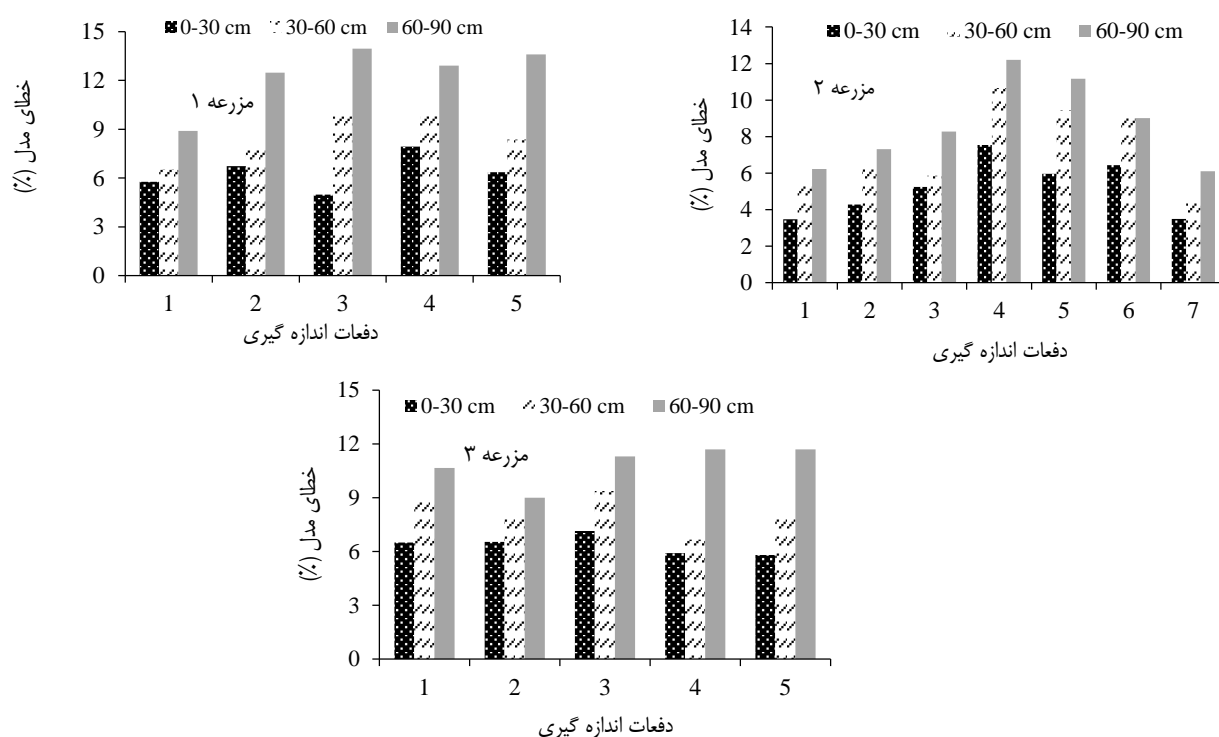 0-30 cm 30-60 cm 60-90 cm
مزرعه ۱
خطای مدل (%)
15
12
9
6
3
0
1 2 3 4 5
دفعات اندازه گیری
0-30 cm 30-60 cm 60-90 cm
مزرعه ۲
خطای مدل (%)
14
12
10
8
6
4
2
0
1 2 3 4 5 6 7
دفعات اندازه گیری
0-30 cm 30-60 cm 60-90 cm
مزرعه ۳
خطای مدل (%)
15
12
9
6
3
0
1 2 3 4 5
دفعات اندازه گیری